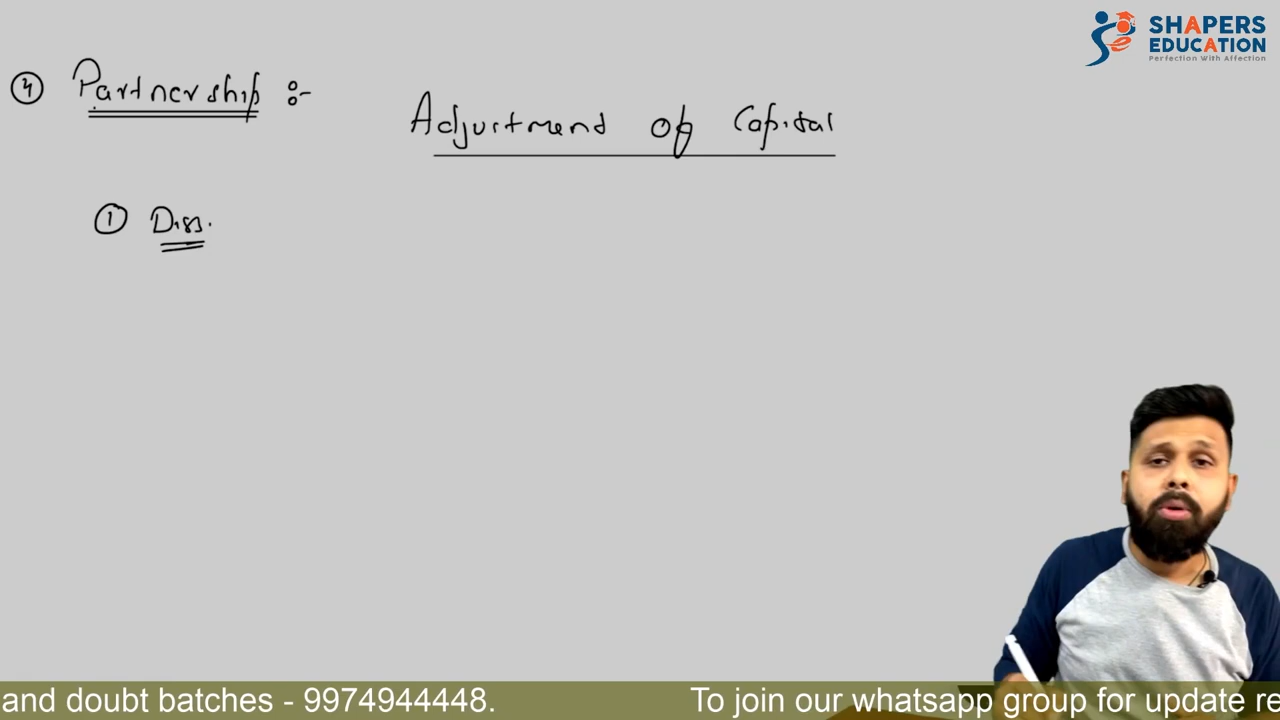 SHAPERS
EDUCATION
Perfection With Affection
④ Partnership :-
Adjustment of Capital
① Diss.
and doubt batches - 9974944448. To join our whatsapp group for update re